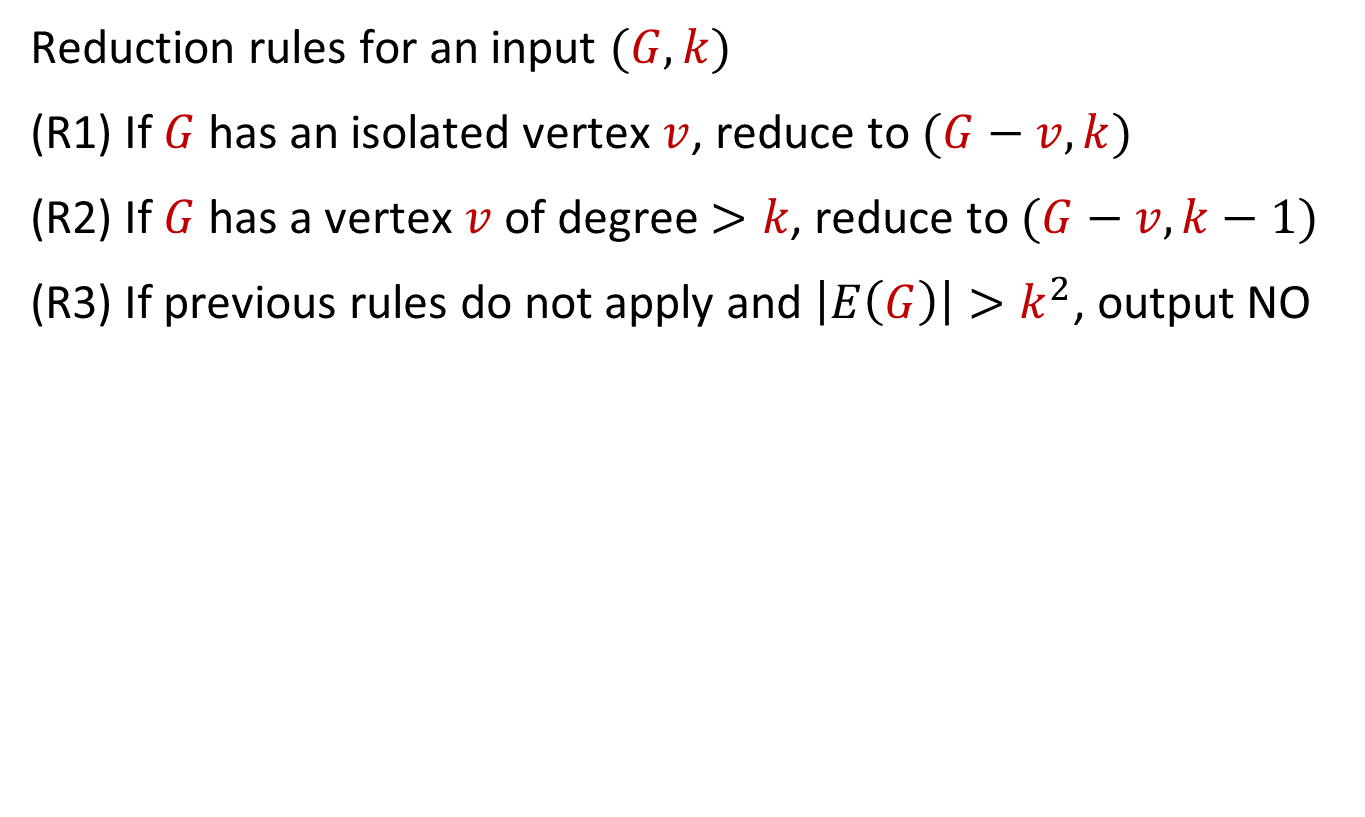 Reduction rules for an input (G, k)
(R1) If G has an isolated vertex v, reduce to (G − v, k)
(R2) If G has a vertex v of degree > k, reduce to (G − v, k − 1)
(R3) If previous rules do not apply and |E(G)| > k², output NO